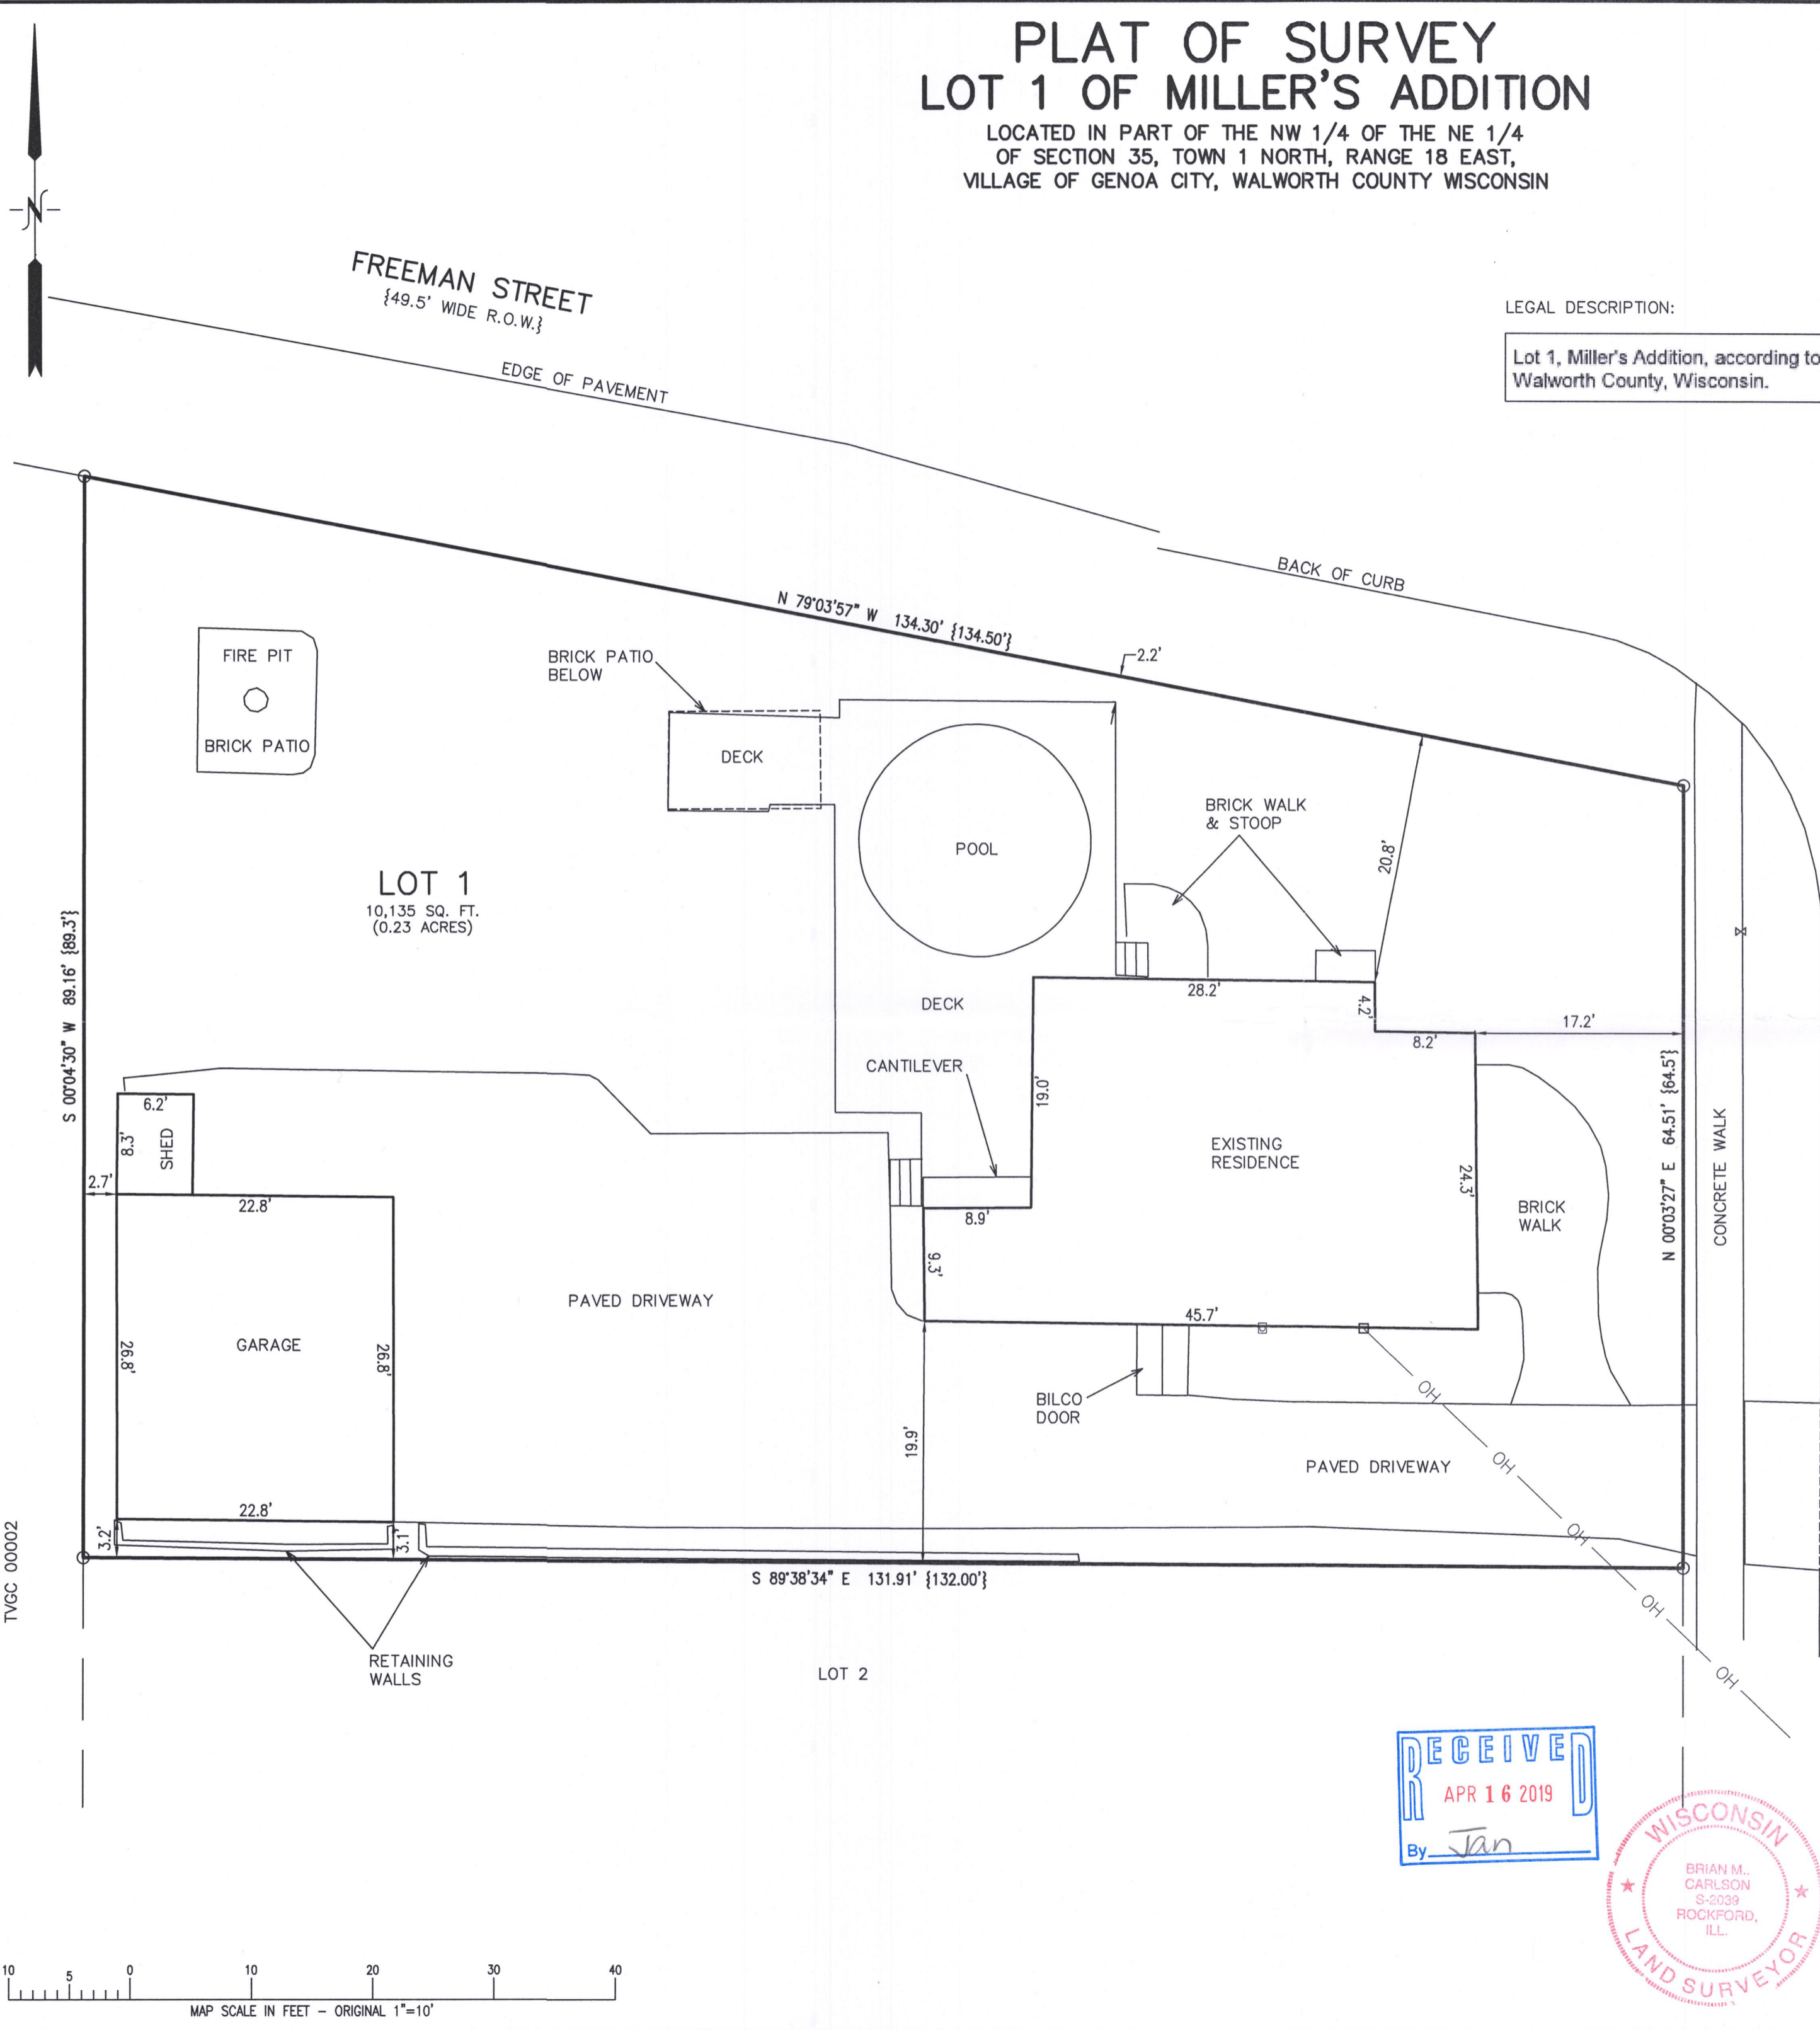 PLAT OF SURVEY
LOT 1 OF MILLER'S ADDITION
LOCATED IN PART OF THE NW 1/4 OF THE NE 1/4
OF SECTION 35, TOWN 1 NORTH, RANGE 18 EAST,
VILLAGE OF GENOA CITY, WALWORTH COUNTY WISCONSIN
N
FREEMAN STREET
{49.5' WIDE R.O.W.}
EDGE OF PAVEMENT
LEGAL DESCRIPTION:
Lot 1, Miller's Addition, according to
Walworth County, Wisconsin.
BACK OF CURB
N 79°03'57" W 134.30' {134.50'}
2.2'
FIRE PIT
BRICK PATIO
BRICK PATIO
BELOW
DECK
POOL
BRICK WALK
& STOOP
20.8'
LOT 1
10,135 SQ. FT.
(0.23 ACRES)
S 00°04'30" W 89.16' {89.3'}
DECK
28.2'
4.2'
8.2'
17.2'
CANTILEVER
19.0'
6.2'
8.3'
SHED
2.7'
22.8'
EXISTING
RESIDENCE
24.3'
BRICK
WALK
N 00°03'27" E 64.51' {64.5'}
CONCRETE WALK
8.9'
9.3'
PAVED DRIVEWAY
45.7'
GARAGE
26.8'
26.8'
BILCO
DOOR
19.9'
OH
OH
OH
OH
OH
PAVED DRIVEWAY
22.8'
3.2'
3.1'
S 89°38'34" E 131.91' {132.00'}
TVGC 00002
RETAINING
WALLS
LOT 2
RECEIVED
APR 16 2019
By Jan
WISCONSIN
BRIAN M.
CARLSON
S-2039
ROCKFORD,
ILL.
LAND SURVEYOR
10 5 0 10 20 30 40
MAP SCALE IN FEET - ORIGINAL 1"=10'